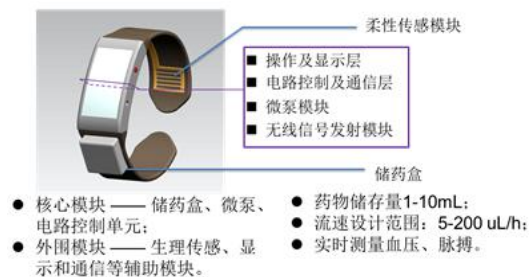 柔性传感模块
■ 操作及显示层
■ 电路控制及通信层
■ 微泵模块
■ 无线信号发射模块
储药盒
● 核心模块 —— 储药盒、微泵、
电路控制单元;
● 外围模块 —— 生理传感、显
示和通信等辅助模块。
● 药物储存量1-10mL;
● 流速设计范围: 5-200 uL/h;
● 实时测量血压、脉搏。